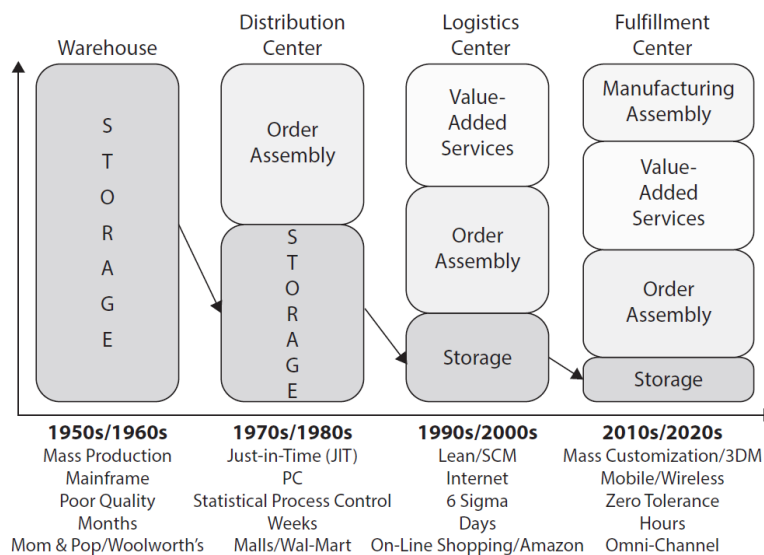 Warehouse
Distribution
Center
Logistics
Center
Fulfillment
Center
S
T
O
R
A
G
E
Order
Assembly
S
T
O
R
A
G
E
Value-
Added
Services
Order
Assembly
Storage
Manufacturing
Assembly
Value-
Added
Services
Order
Assembly
Storage
1950s/1960s
Mass Production
Mainframe
Poor Quality
Months
Mom & Pop/Woolworth's
1970s/1980s
Just-in-Time (JIT)
PC
Statistical Process Control
Weeks
Malls/Wal-Mart
1990s/2000s
Lean/SCM
Internet
6 Sigma
Days
On-Line Shopping/Amazon
2010s/2020s
Mass Customization/3DM
Mobile/Wireless
Zero Tolerance
Hours
Omni-Channel